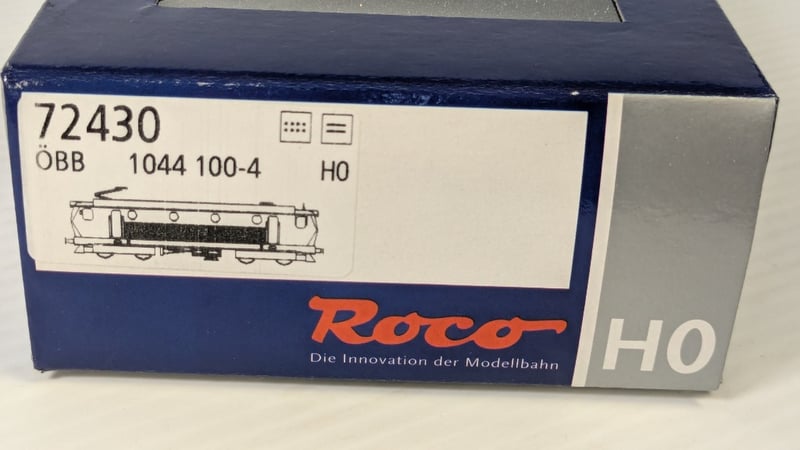 72430
ÖBB 1044 100-4 H0
Roco
Die Innovation der Modellbahn
H0